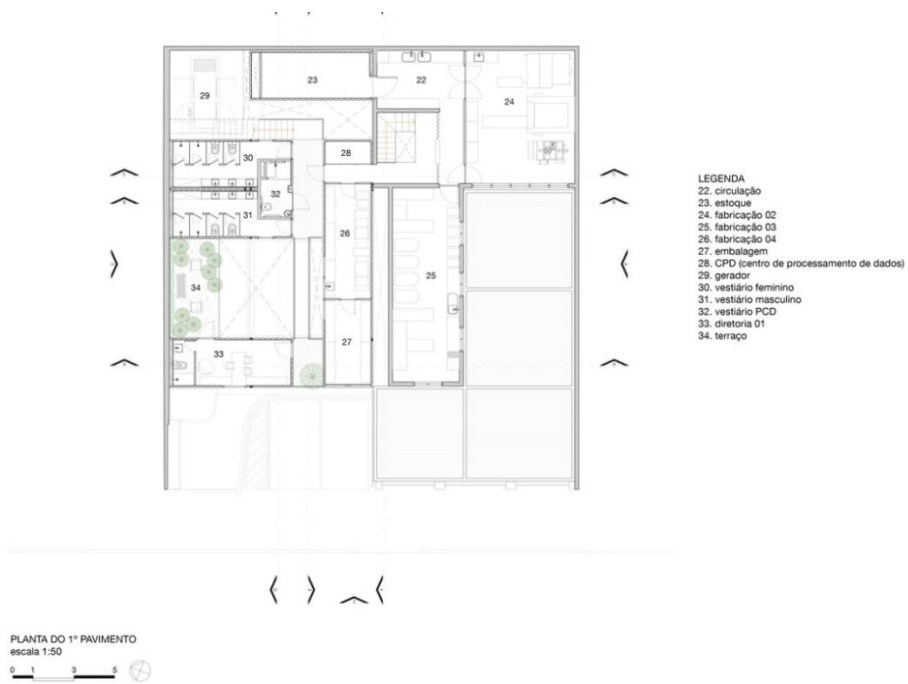 23
22
29
24
28
30
32
31
26
25
34
27
33
LEGENDA
22. circulação
23. estoque
24. fabricação 02
25. fabricação 03
26. fabricação 04
27. embalagem
28. CPD (centro de processamento de dados)
29. gerador
30. vestiário feminino
31. vestiário masculino
32. vestiário PCD
33. diretoria 01
34. terraço
PLANTA DO 1º PAVIMENTO
escala 1:50
0 1 3 5